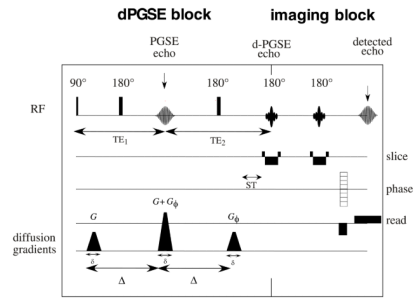 dPGSE block
imaging block
PGSE
echo
d-PGSE
echo
detected
echo
90° 180° 180° 180° 180°
RF
TE1 TE2
slice
ST
phase
G G+Gϕ Gϕ
read
diffusion
gradients
δ δ δ
Δ Δ